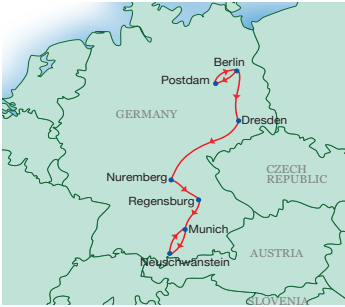 Berlin
Postdam
GERMANY
Dresden
Nuremberg
CZECH
REPUBLIC
Regensburg
Munich
AUSTRIA
Neuschwanstein
SLOVENIA